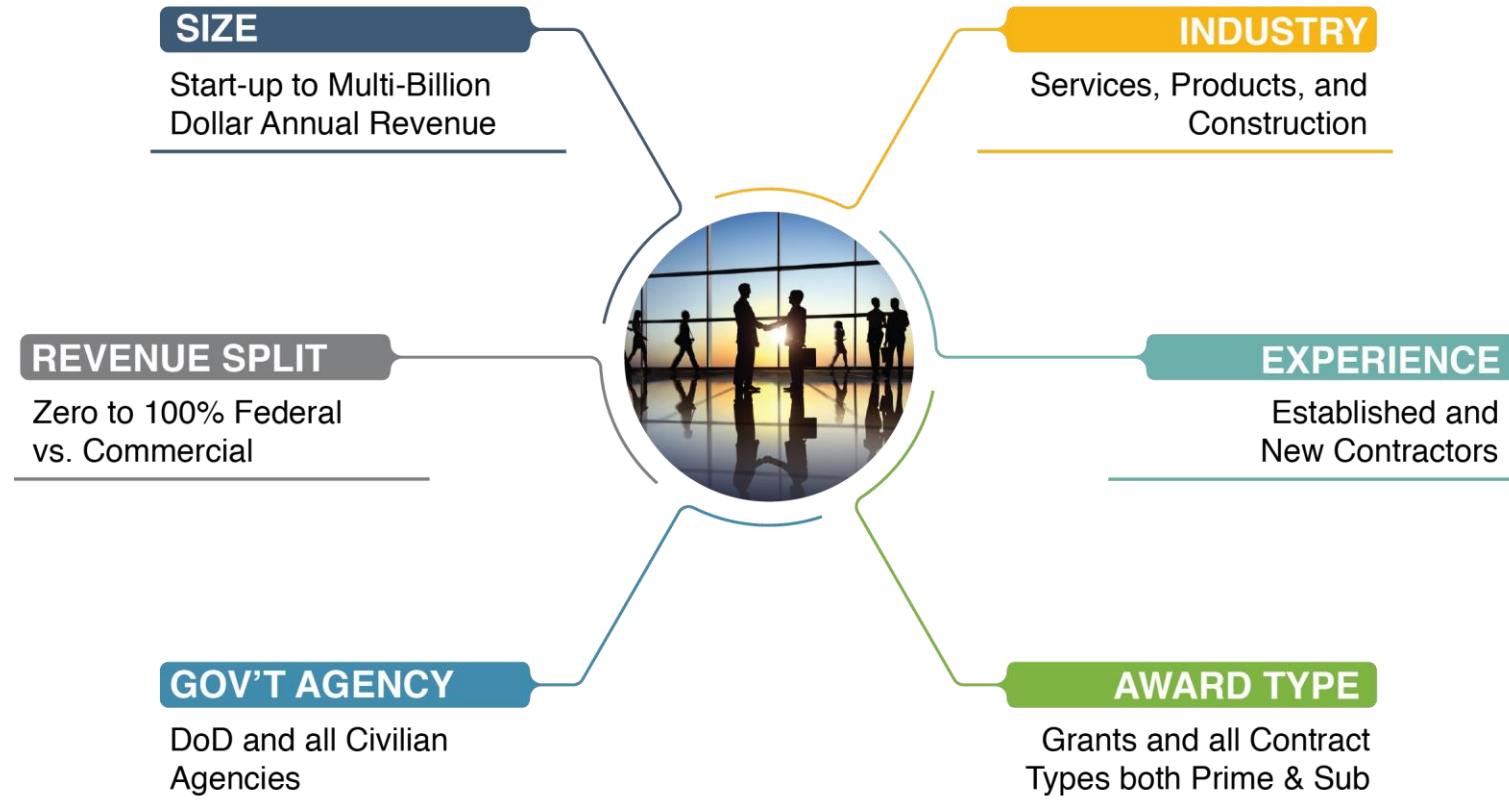 SIZE
Start-up to Multi-Billion
Dollar Annual Revenue
INDUSTRY
Services, Products, and
Construction
REVENUE SPLIT
Zero to 100% Federal
vs. Commercial
EXPERIENCE
Established and
New Contractors
GOV'T AGENCY
DoD and all Civilian
Agencies
AWARD TYPE
Grants and all Contract
Types both Prime & Sub